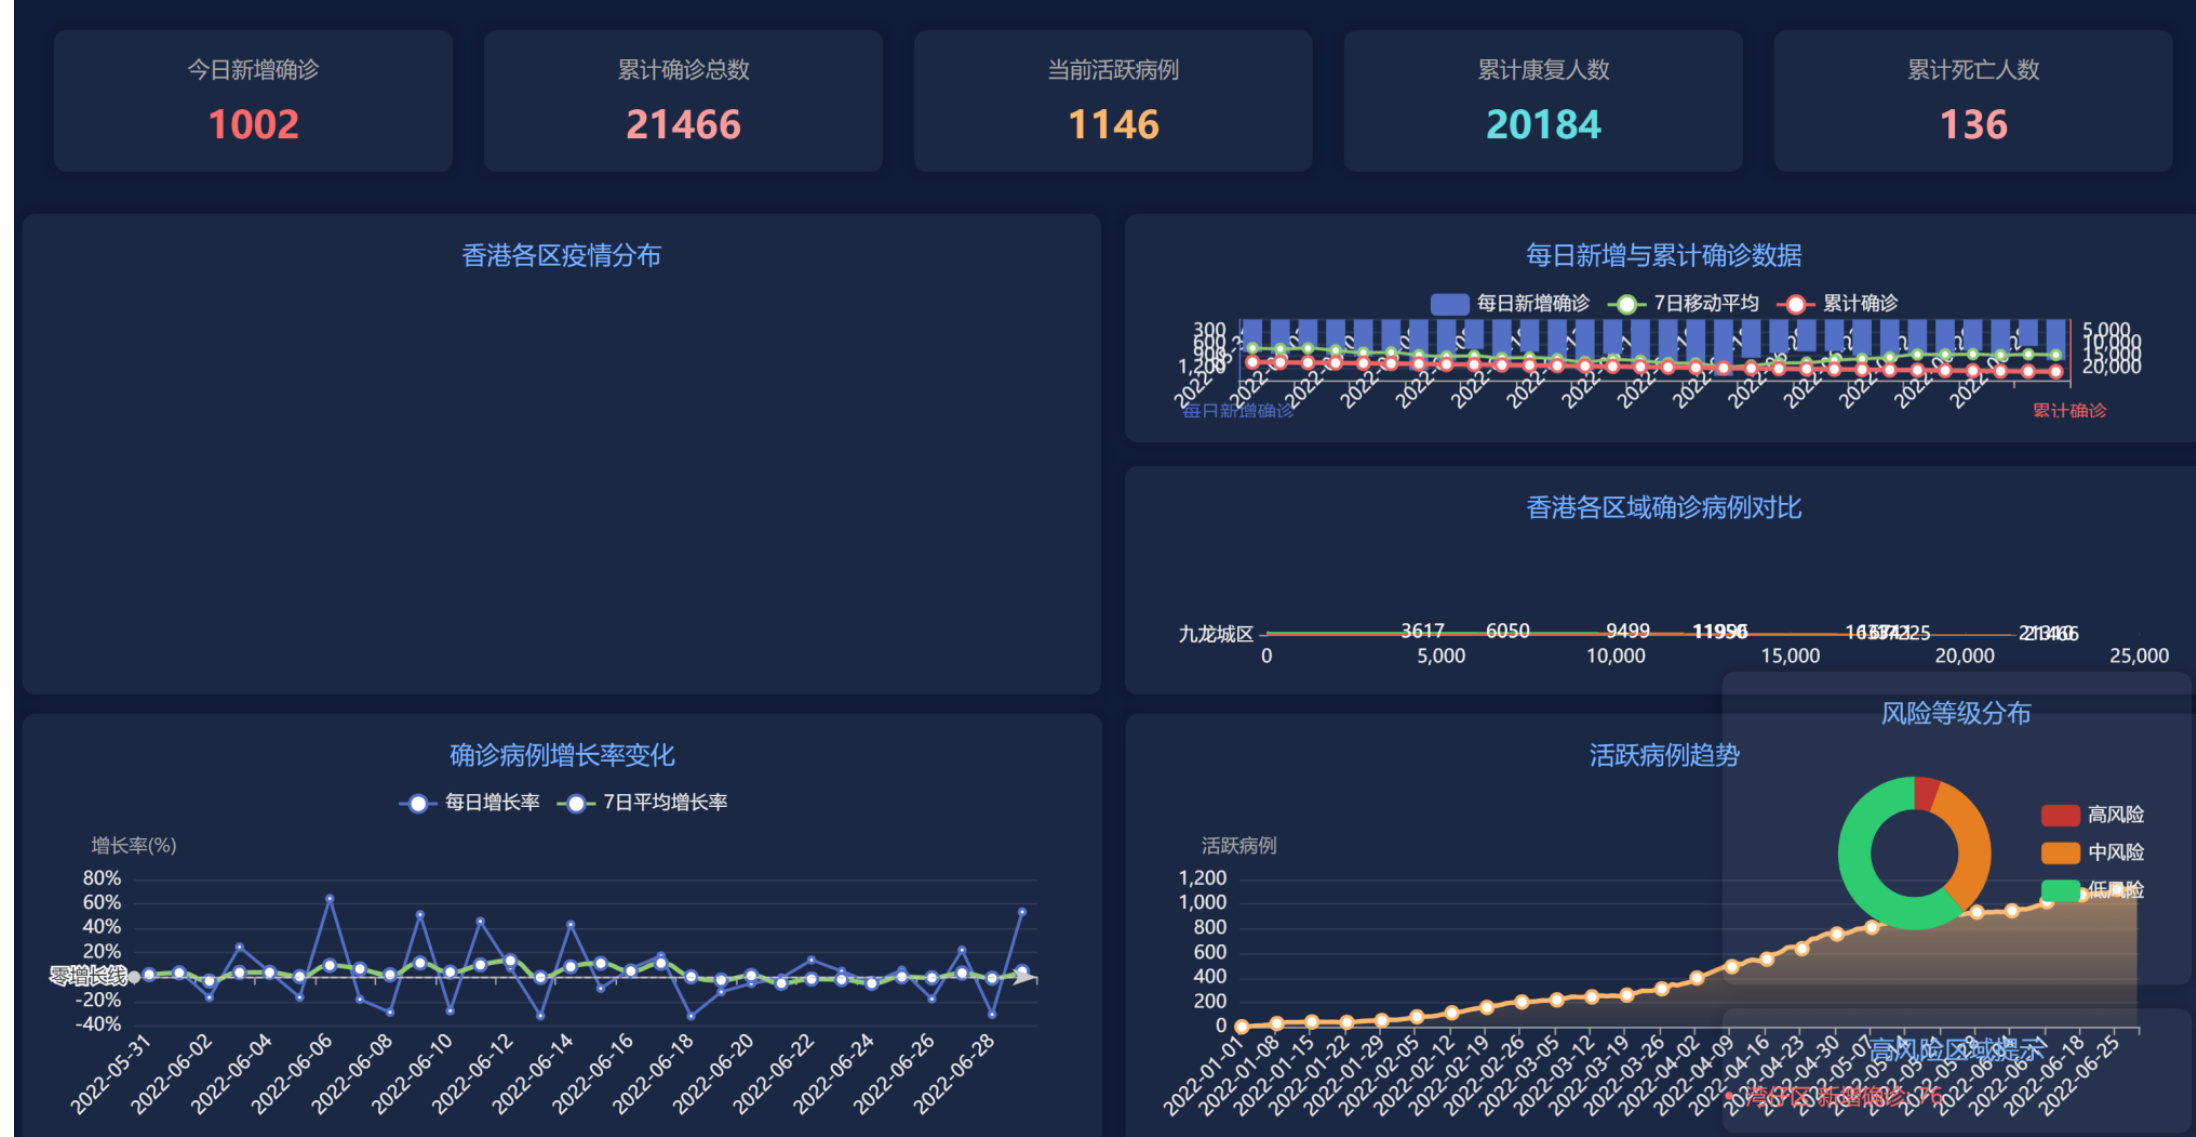 今日新增确诊
1002
累计确诊总数
21466
当前活跃病例
1146
累计康复人数
20184
累计死亡人数
136
香港各区疫情分布
每日新增与累计确诊数据
每日新增确诊 7日移动平均 累计确诊
300
1,200
5,000
10,000
15,000
20,000
每日新增确诊
累计确诊
香港各区域确诊病例对比
九龙城区
3617 6050 9499
0 5,000 10,000 15,000 20,000 25,000
确诊病例增长率变化
每日增长率 7日平均增长率
增长率(%)
80%
60%
40%
20%
零增长线
-20%
-40%
2022-05-31 2022-06-02 2022-06-04 2022-06-06 2022-06-08 2022-06-10 2022-06-12 2022-06-14 2022-06-16 2022-06-18 2022-06-20 2022-06-22 2022-06-24 2022-06-26 2022-06-28
活跃病例趋势
活跃病例
1,200
1,000
800
600
400
200
0
2022-01-01 2022-01-08 2022-01-15 2022-01-22 2022-01-29 2022-02-05 2022-02-12 2022-02-19 2022-02-26 2022-03-05 2022-03-12 2022-03-19 2022-03-26 2022-04-02 2022-04-09 2022-04-16 2022-04-23 2022-04-30 2022-05-07 2022-06-18 2022-06-25
风险等级分布
高风险
中风险
低风险
高风险区域提示
湾仔区 新增确诊: 76